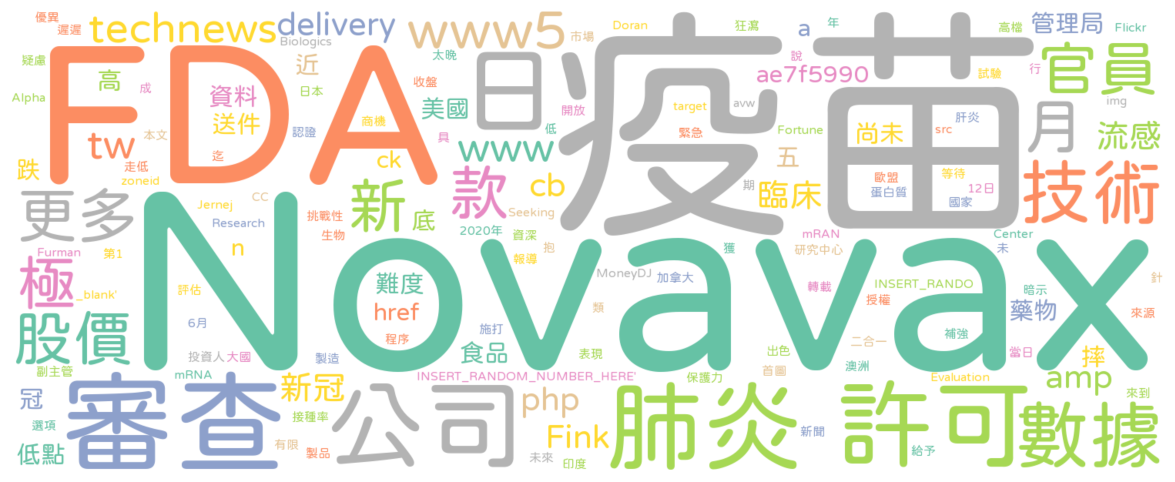 優異 technews delivery www5 市場 Doran 狂瀉 a 年 高檔 管理局 Flickr
遲遲 Biologics 太晚 說 官員
疑慮 FDA 高 近 日 疫苗 ae7f5990 試驗 行
Alpha 成 資料 日本 收盤 美國 開放 target avw img
tw 本文 送件 認證 商機 具 低 緊急 Fortune 尚未 src 肝炎 月 流感
跌 走低 迄 ck www 五 歐盟 等待 技術
zoneid 款 cb 期 臨床 蛋白質 國家 12日
更多 Jernej CC 新 底 Seeking
Research 挑戰性 2020年 資深 mRAN Center
Furman 第1 n 生物 報導 抱 獲 研究中心 未
極 _blank' Novavax 難度 MoneyDJ 加拿大 轉載 INSERT_RANDO 暗示 針
評估 href 類 授權 藥物 來源
股價 6月 程序 施打 補強
投資人 大國 製造 食品 表現 出色 二合一 當日 摔
副主管 mRNA INSERT_RANDOM_NUMBER_HERE' 保護力 首圖 澳洲 Evaluation amp
冠 審查 新冠 公司 php 肺炎 許可 數據 來到
選項 接種率 Fink 新聞
低點 有限 製品 未來 印度 給予